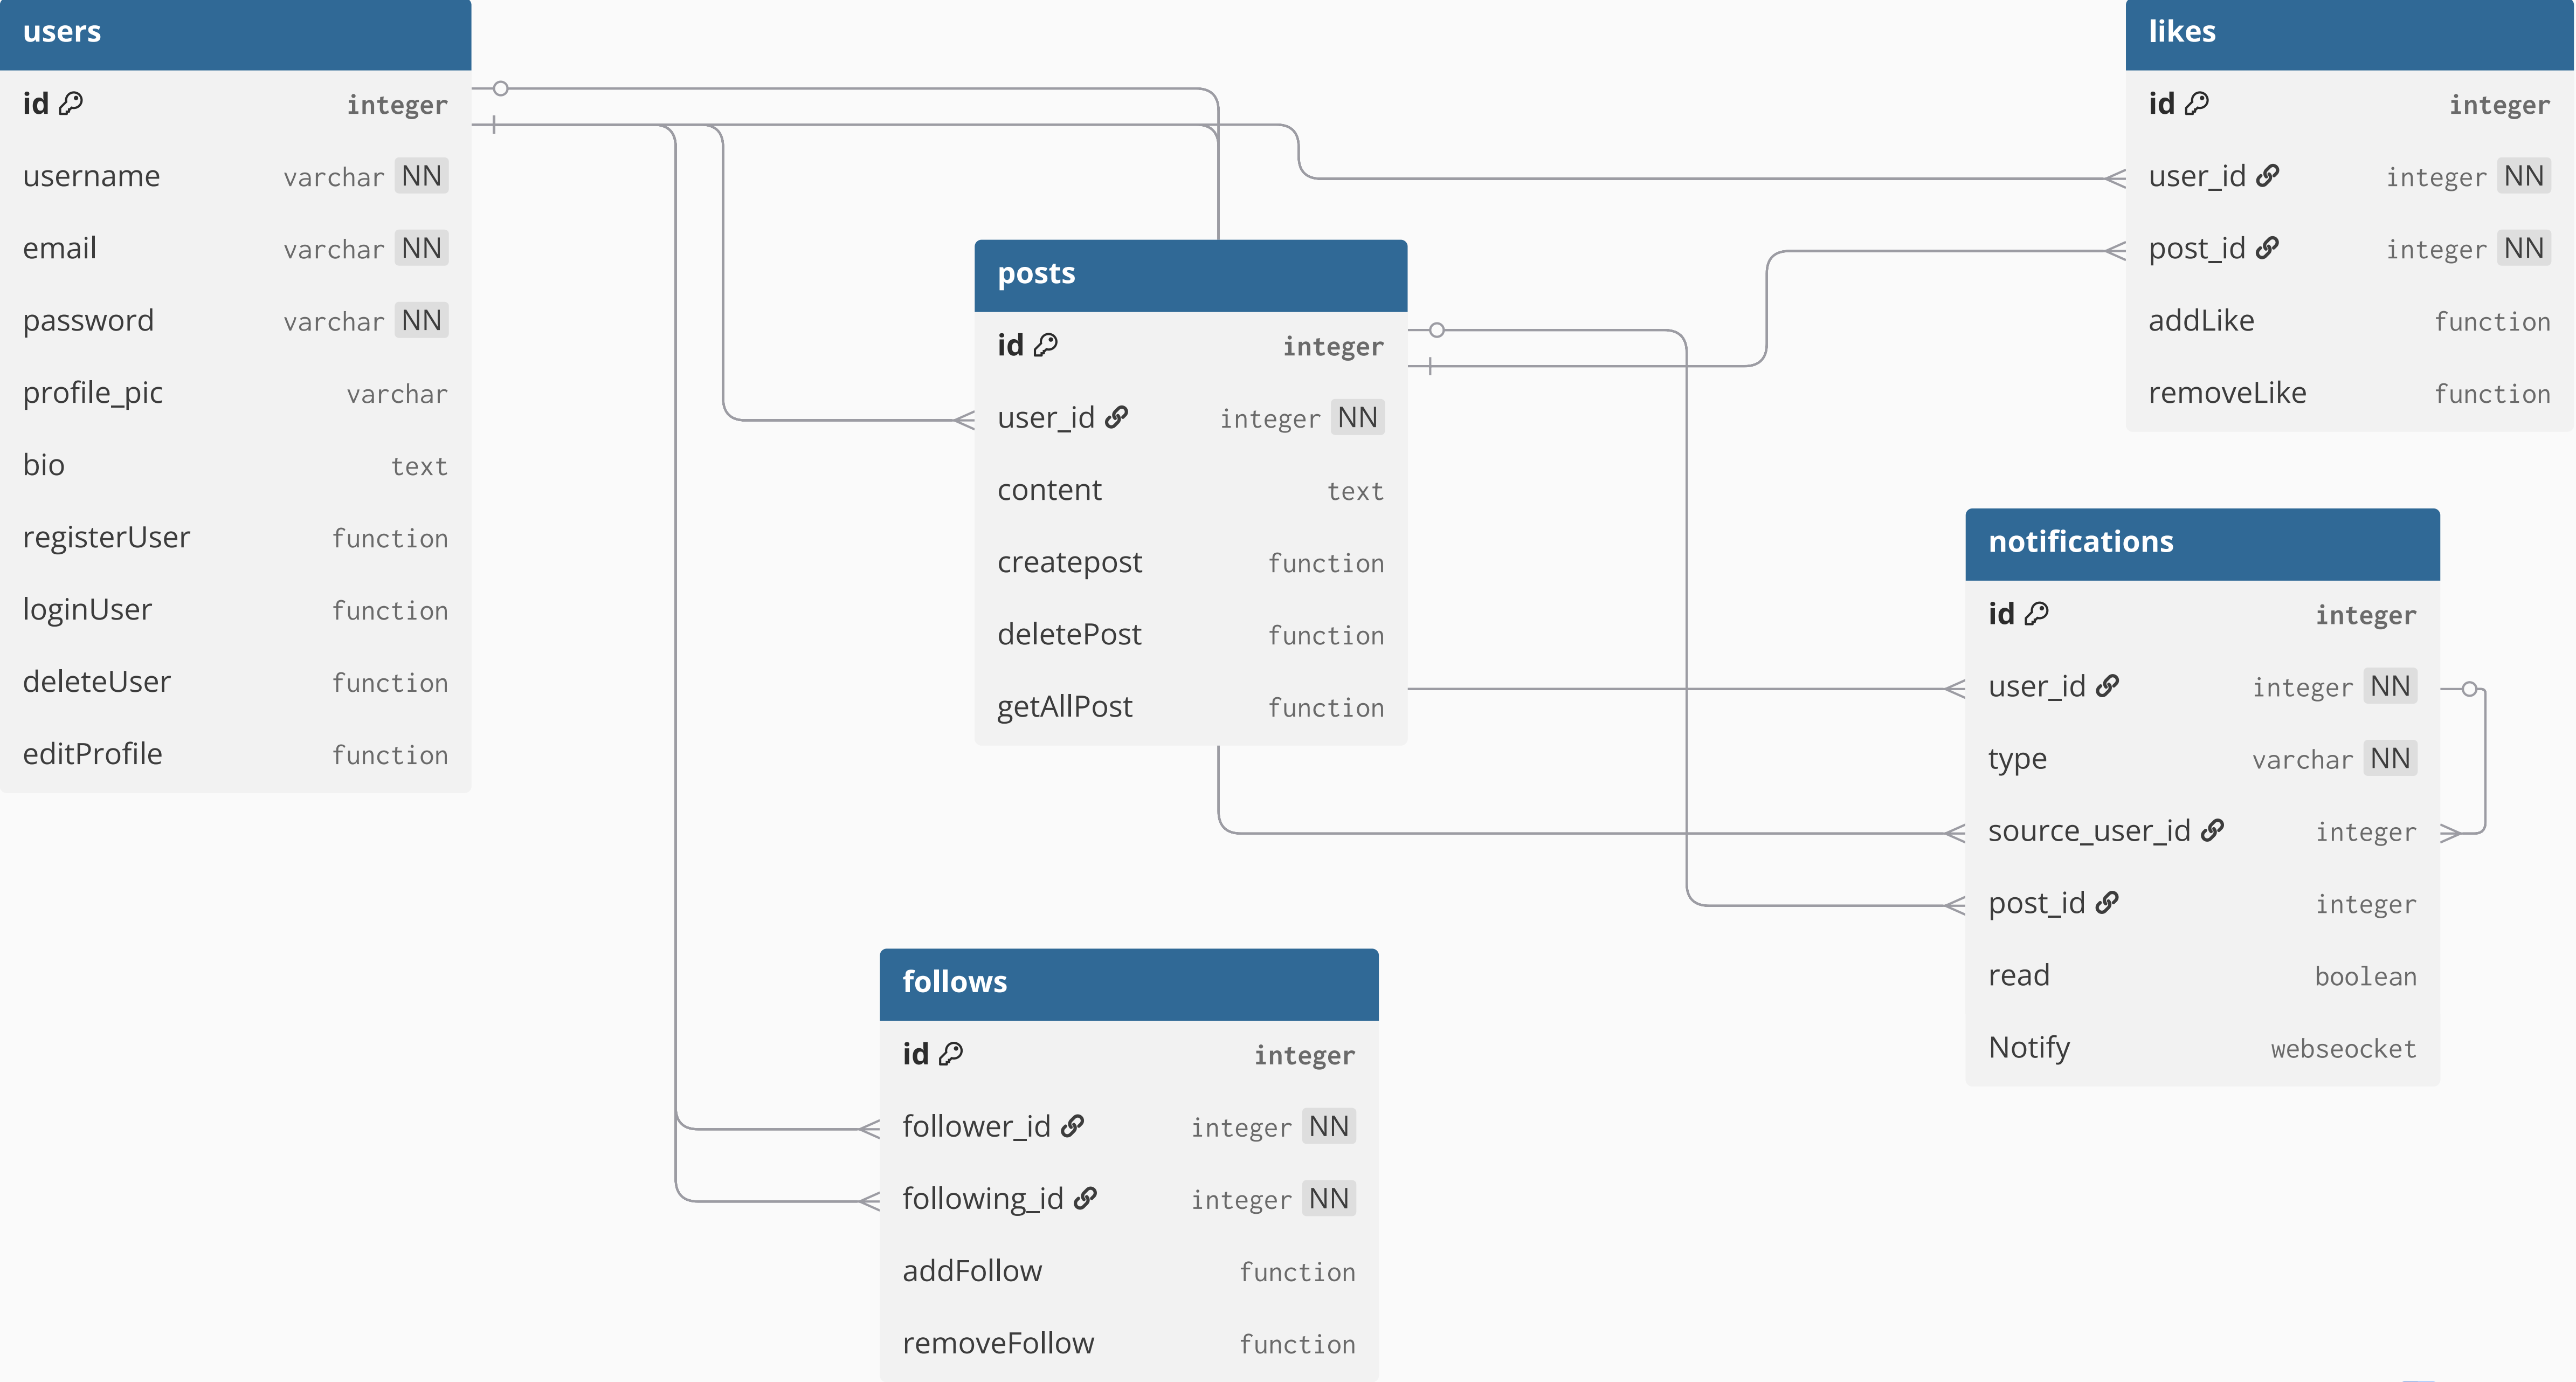 users
id integer
username varchar NN
email varchar NN
password varchar NN
profile_pic varchar
bio text
registerUser function
loginUser function
deleteUser function
editProfile function
posts
id integer
user_id integer NN
content text
createpost function
deletePost function
getAllPost function
likes
id integer
user_id integer NN
post_id integer NN
addLike function
removeLike function
notifications
id integer
user_id integer NN
type varchar NN
source_user_id integer
post_id integer
read boolean
Notify webseocket
follows
id integer
follower_id integer NN
following_id integer NN
addFollow function
removeFollow function